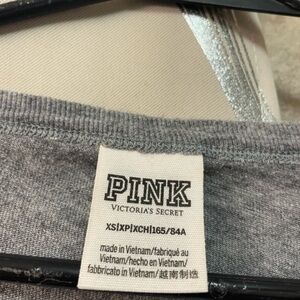 PINK
VICTORIA'S SECRET
XS|XP|XCH|165/84A
made in Vietnam/fabriqué au
Vietnam/hecho en Vietnam/
fabbricato in Vietnam/越南制造